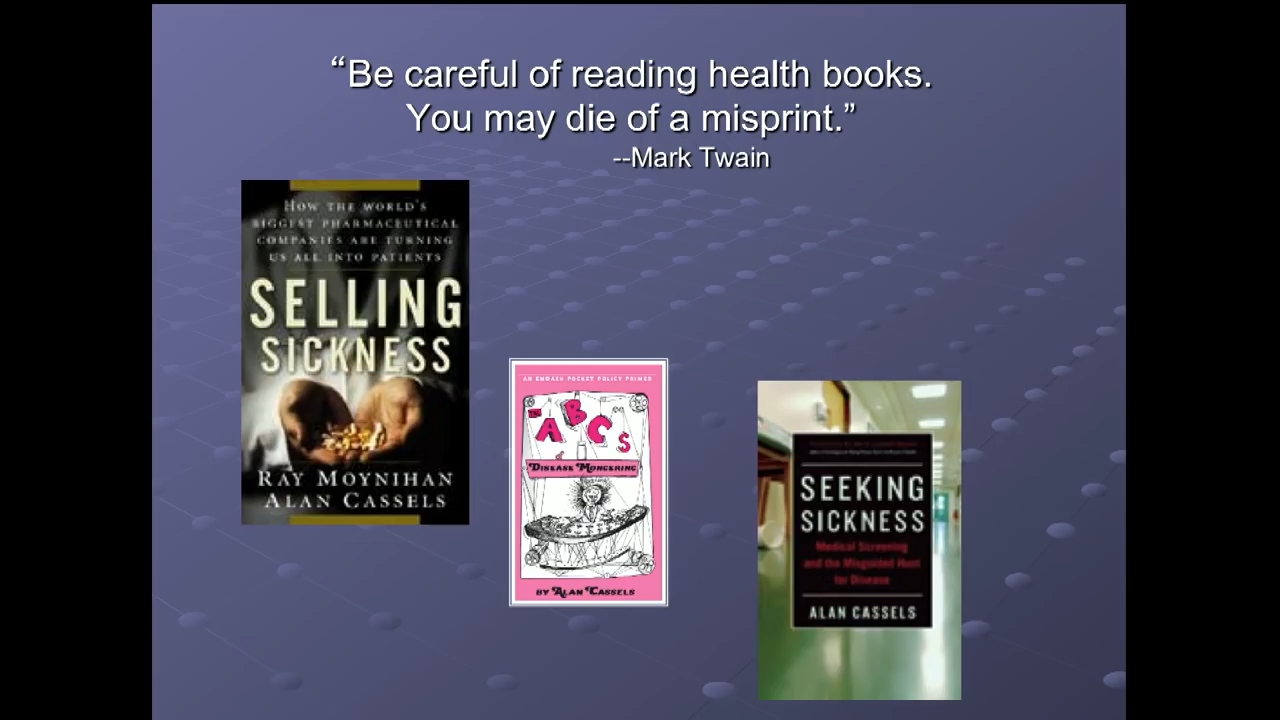 “Be careful of reading health books.
You may die of a misprint.”
--Mark Twain
HOW THE WORLD'S
BIGGEST PHARMACEUTICAL
COMPANIES ARE TURNING
US ALL INTO PATIENTS
SELLING
SICKNESS
RAY MOYNIHAN
ALAN CASSELS
AN EMDASH POCKET POLICY PRIMER
The
ABCs
DISEASE MONGERING
BY ALAN CASSELS
SEEKING
SICKNESS
Medical Screening
and the Misguided Hunt
for Disease
ALAN CASSELS